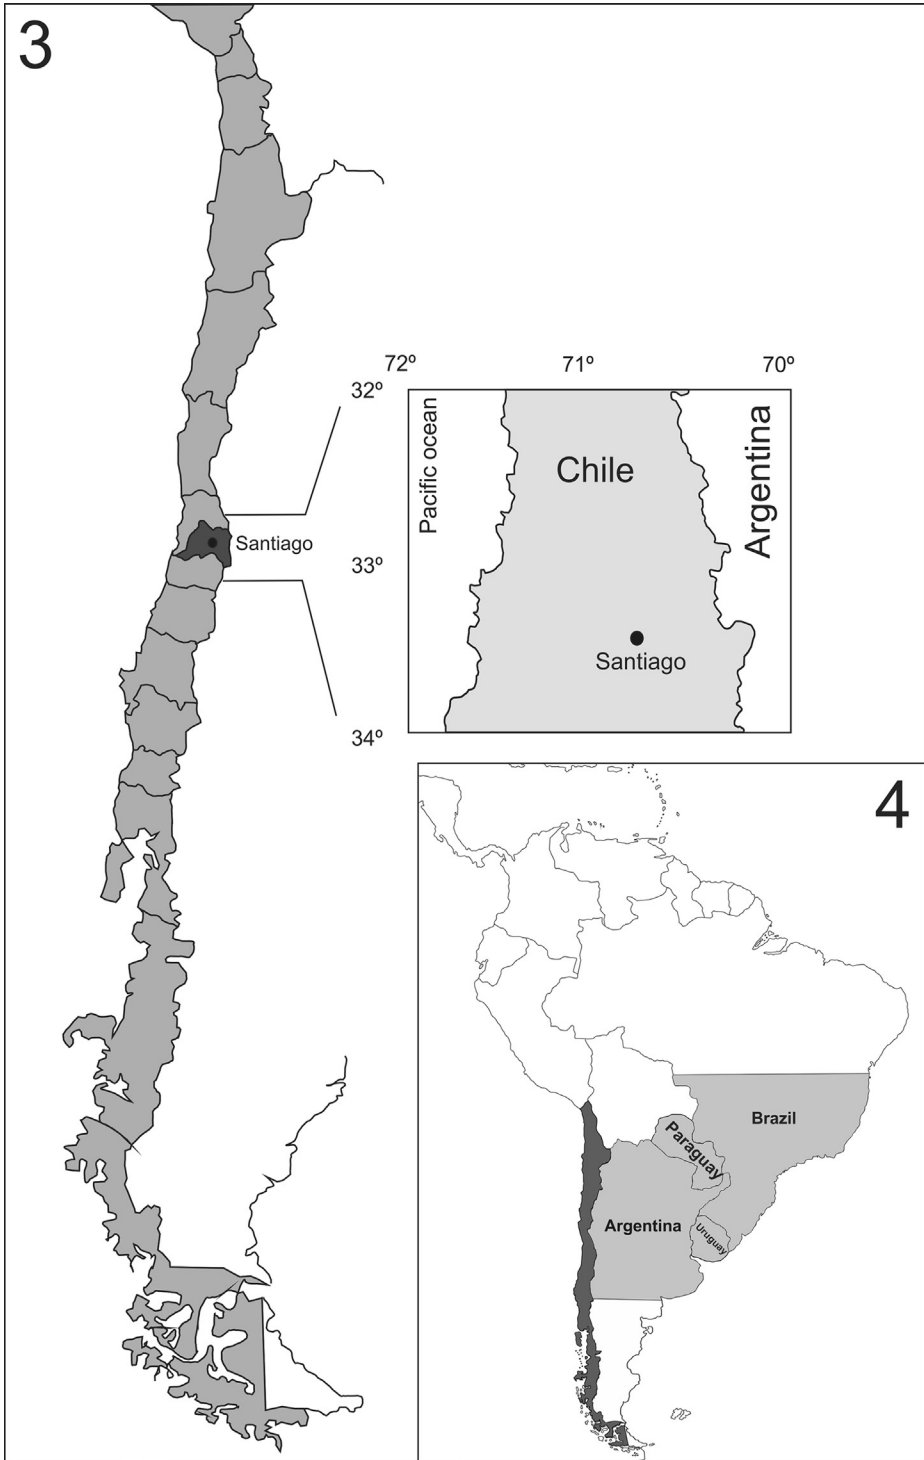 3
72º
71º
70º
32º
Pacific ocean
Chile
Argentina
Santiago
33º
Santiago
34º
4
Brazil
Paraguay
Argentina
Uruguay